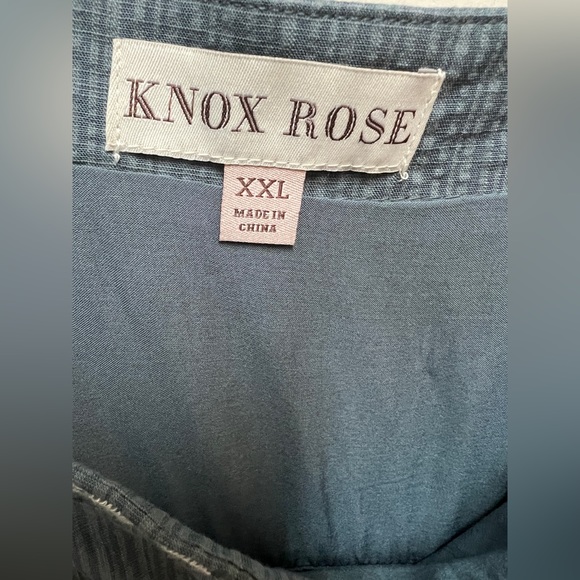 KNOX ROSE
XXL
MADE IN
CHINA